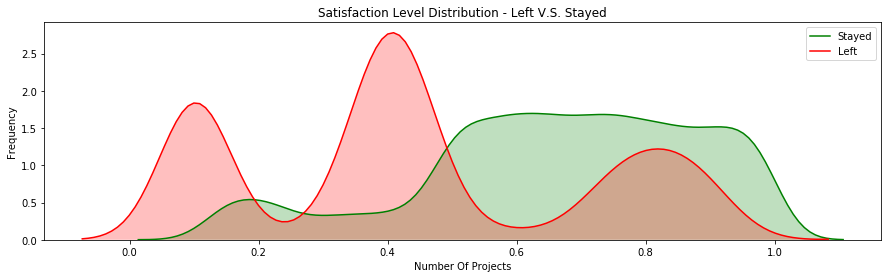 Satisfaction Level Distribution - Left V.S. Stayed
Stayed
Left
Frequency
2.5
2.0
1.5
1.0
0.5
0.0
0.0 0.2 0.4 0.6 0.8 1.0
Number Of Projects